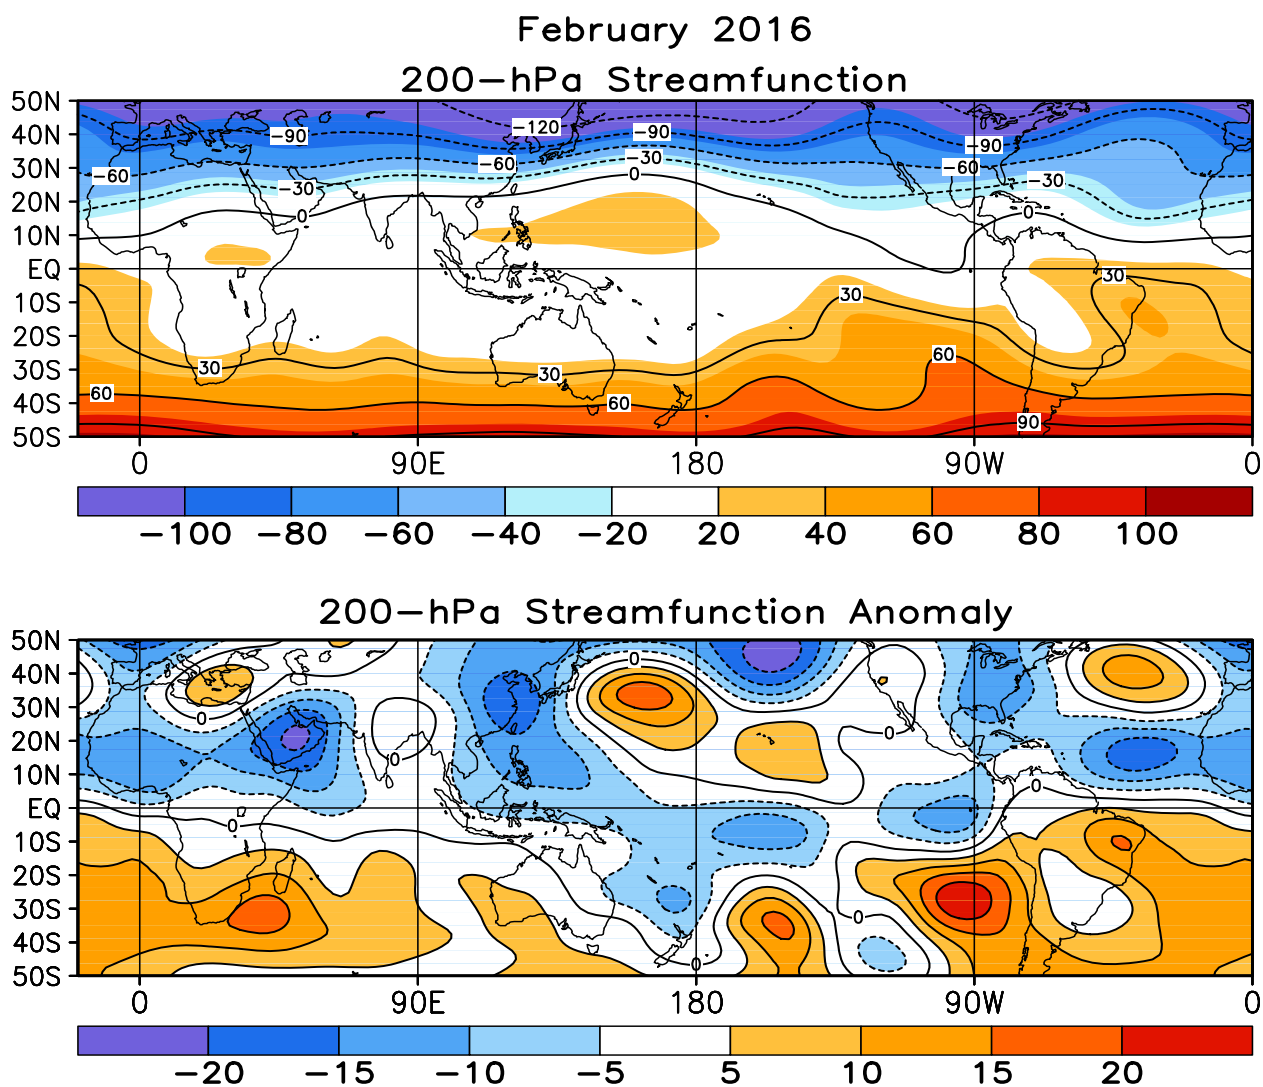 February 2016
200-hPa Streamfunction
50N
40N
30N
20N
10N
EQ
10S
20S
30S
40S
50S
-120
-90
-90
-90
-60
-60
-60
-30
-30
-30
0
0
0
30
30
30
30
60
60
60
90
0 90E 180 90W 0
-100 -80 -60 -40 -20 20 40 60 80 100
200-hPa Streamfunction Anomaly
50N
40N
30N
20N
10N
EQ
10S
20S
30S
40S
50S
0
0
0
0
0
0
0
0
0 90E 180 90W 0
-20 -15 -10 -5 5 10 15 20